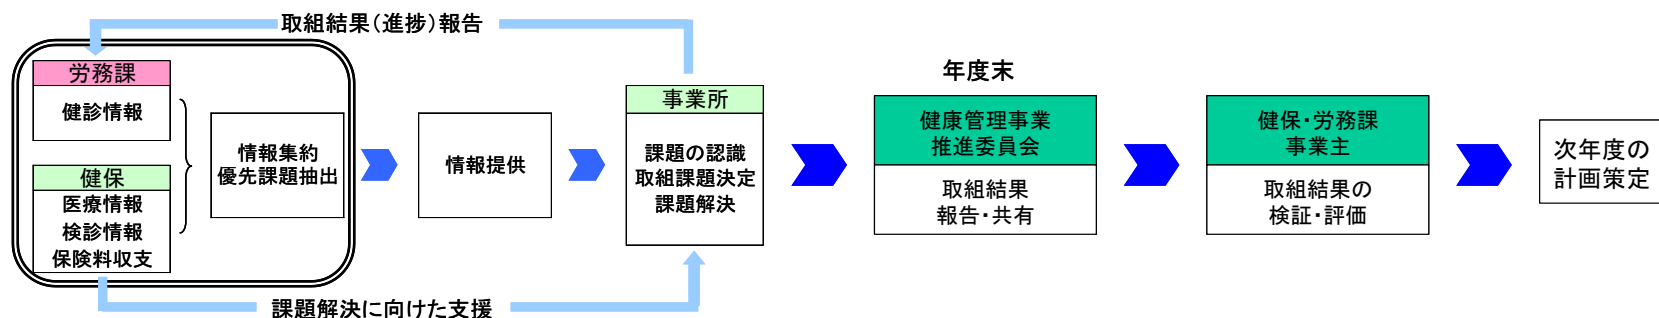 取組結果(進捗)報告
労務課
健診情報
健保
医療情報
検診情報
保険料収支
情報集約
優先課題抽出
情報提供
事業所
課題の認識
取組課題決定
課題解決
課題解決に向けた支援
年度末
健康管理事業
推進委員会
取組結果
報告・共有
健保・労務課
事業主
取組結果の
検証・評価
次年度の
計画策定